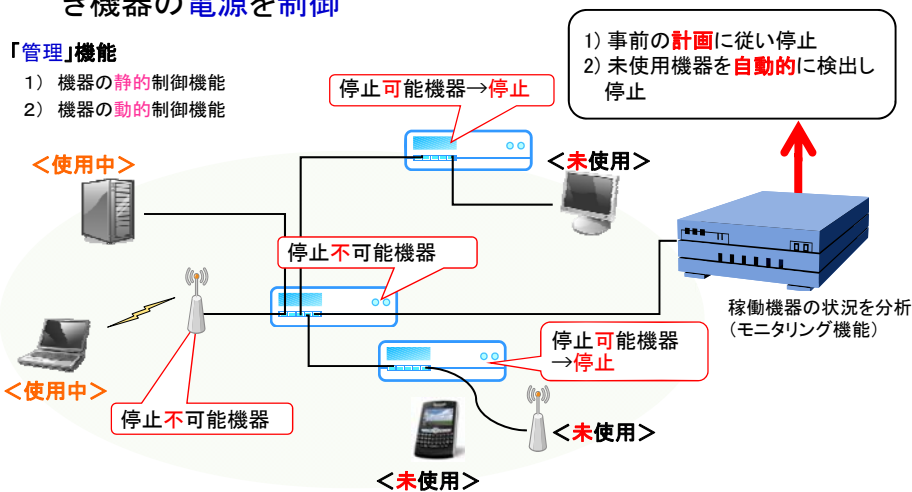 き機器の電源を制御
「管理」機能
1) 機器の静的制御機能
2) 機器の動的制御機能
1) 事前の計画に従い停止
2) 未使用機器を自動的に検出し
停止
停止可能機器→停止
＜使用中＞
＜未使用＞
停止不可能機器
稼働機器の状況を分析
(モニタリング機能)
停止可能機器
→停止
＜使用中＞
停止不可能機器
＜未使用＞
＜未使用＞